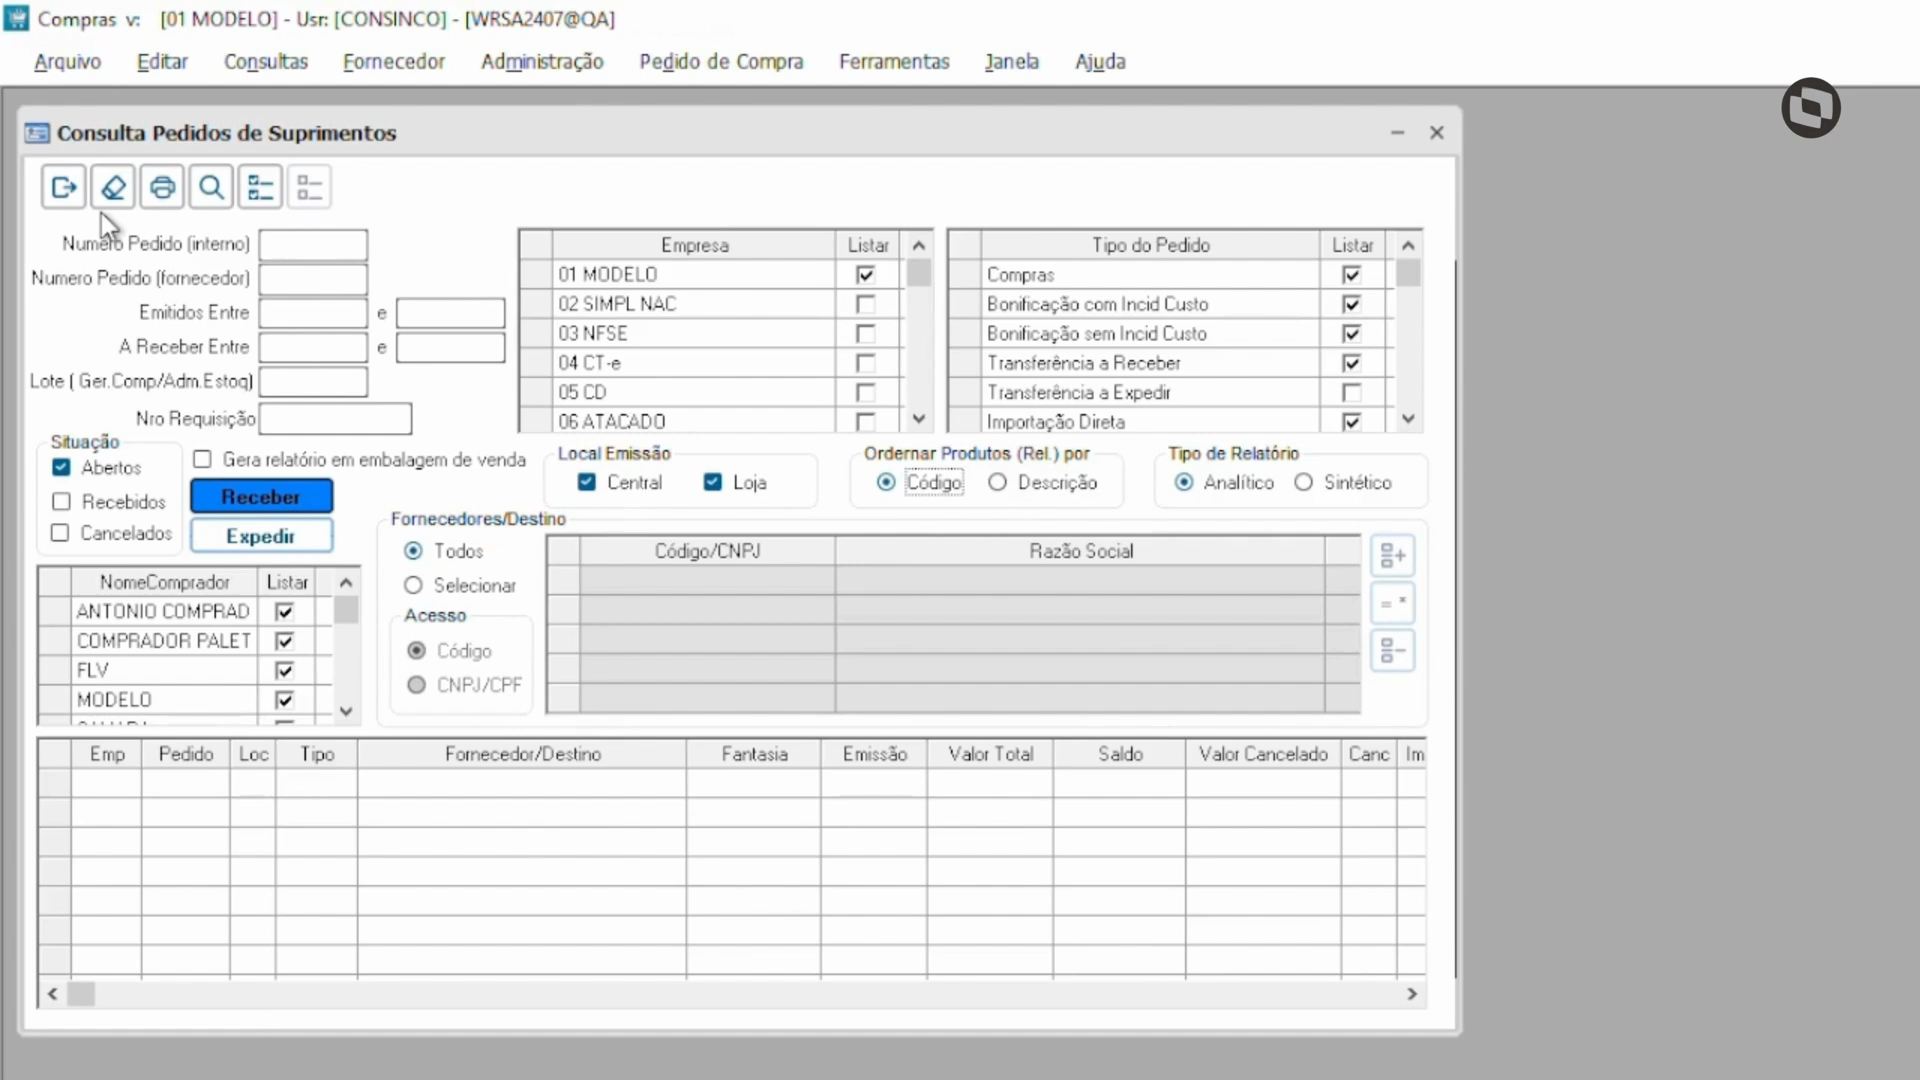 Compras v: [01 MODELO] - Usr: [CONSINCO] - [WRSA2407@QA]
Arquivo Editar Consultas Fornecedor Administração Pedido de Compra Ferramentas Janela Ajuda
Consulta Pedidos de Suprimentos
Numero Pedido (interno)
Numero Pedido (fornecedor)
Emitidos Entre e
A Receber Entre e
Lote ( Ger.Comp/Adm.Estoq)
Nro Requisição
Empresa Listar
01 MODELO
02 SIMPL NAC
03 NFSE
04 CT-e
05 CD
06 ATACADO
Tipo do Pedido Listar
Compras
Bonificação com Incid Custo
Bonificação sem Incid Custo
Transferência a Receber
Transferência a Expedir
Importação Direta
Situação
Abertos
Recebidos
Cancelados
Gera relatório em embalagem de venda
Receber
Expedir
Local Emissão
Central Loja
Ordernar Produtos (Rel.) por
Código Descrição
Tipo de Relatório
Analítico Sintético
NomeComprador Listar
ANTONIO COMPRAD
COMPRADOR PALET
FLV
MODELO
Fornecedores/Destino
Todos
Selecionar
Acesso
Código
CNPJ/CPF
Código/CNPJ Razão Social
Emp Pedido Loc Tipo Fornecedor/Destino Fantasia Emissão Valor Total Saldo Valor Cancelado Canc Im